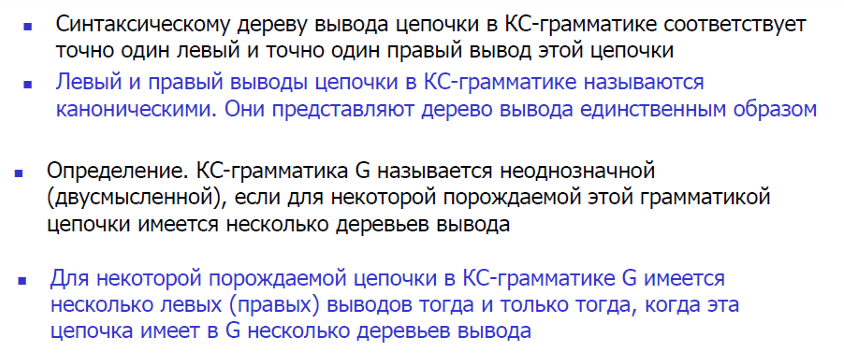 Синтаксическому дереву вывода цепочки в КС-грамматике соответствует
точно один левый и точно один правый вывод этой цепочки
Левый и правый выводы цепочки в КС-грамматике называются
каноническими. Они представляют дерево вывода единственным образом
Определение. КС-грамматика G называется неоднозначной
(двусмысленной), если для некоторой порождаемой этой грамматикой
цепочки имеется несколько деревьев вывода
Для некоторой порождаемой цепочки в КС-грамматике G имеется
несколько левых (правых) выводов тогда и только тогда, когда эта
цепочка имеет в G несколько деревьев вывода